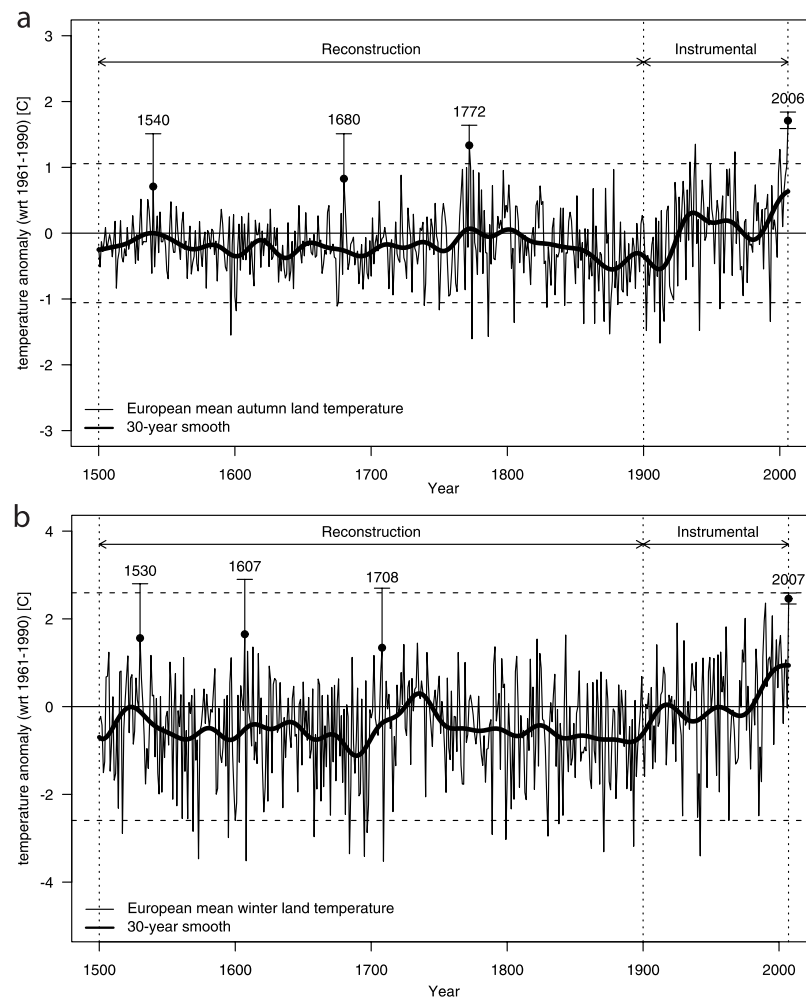 a
temperature anomaly (wrt 1961-1990) [C]
3
2
1
0
-1
-2
-3
Reconstruction
Instrumental
1540
1680
1772
2006
European mean autumn land temperature
30-year smooth
1500
1600
1700
1800
1900
2000
Year
b
temperature anomaly (wrt 1961-1990) [C]
4
2
0
-2
-4
Reconstruction
Instrumental
1530
1607
1708
2007
European mean winter land temperature
30-year smooth
1500
1600
1700
1800
1900
2000
Year